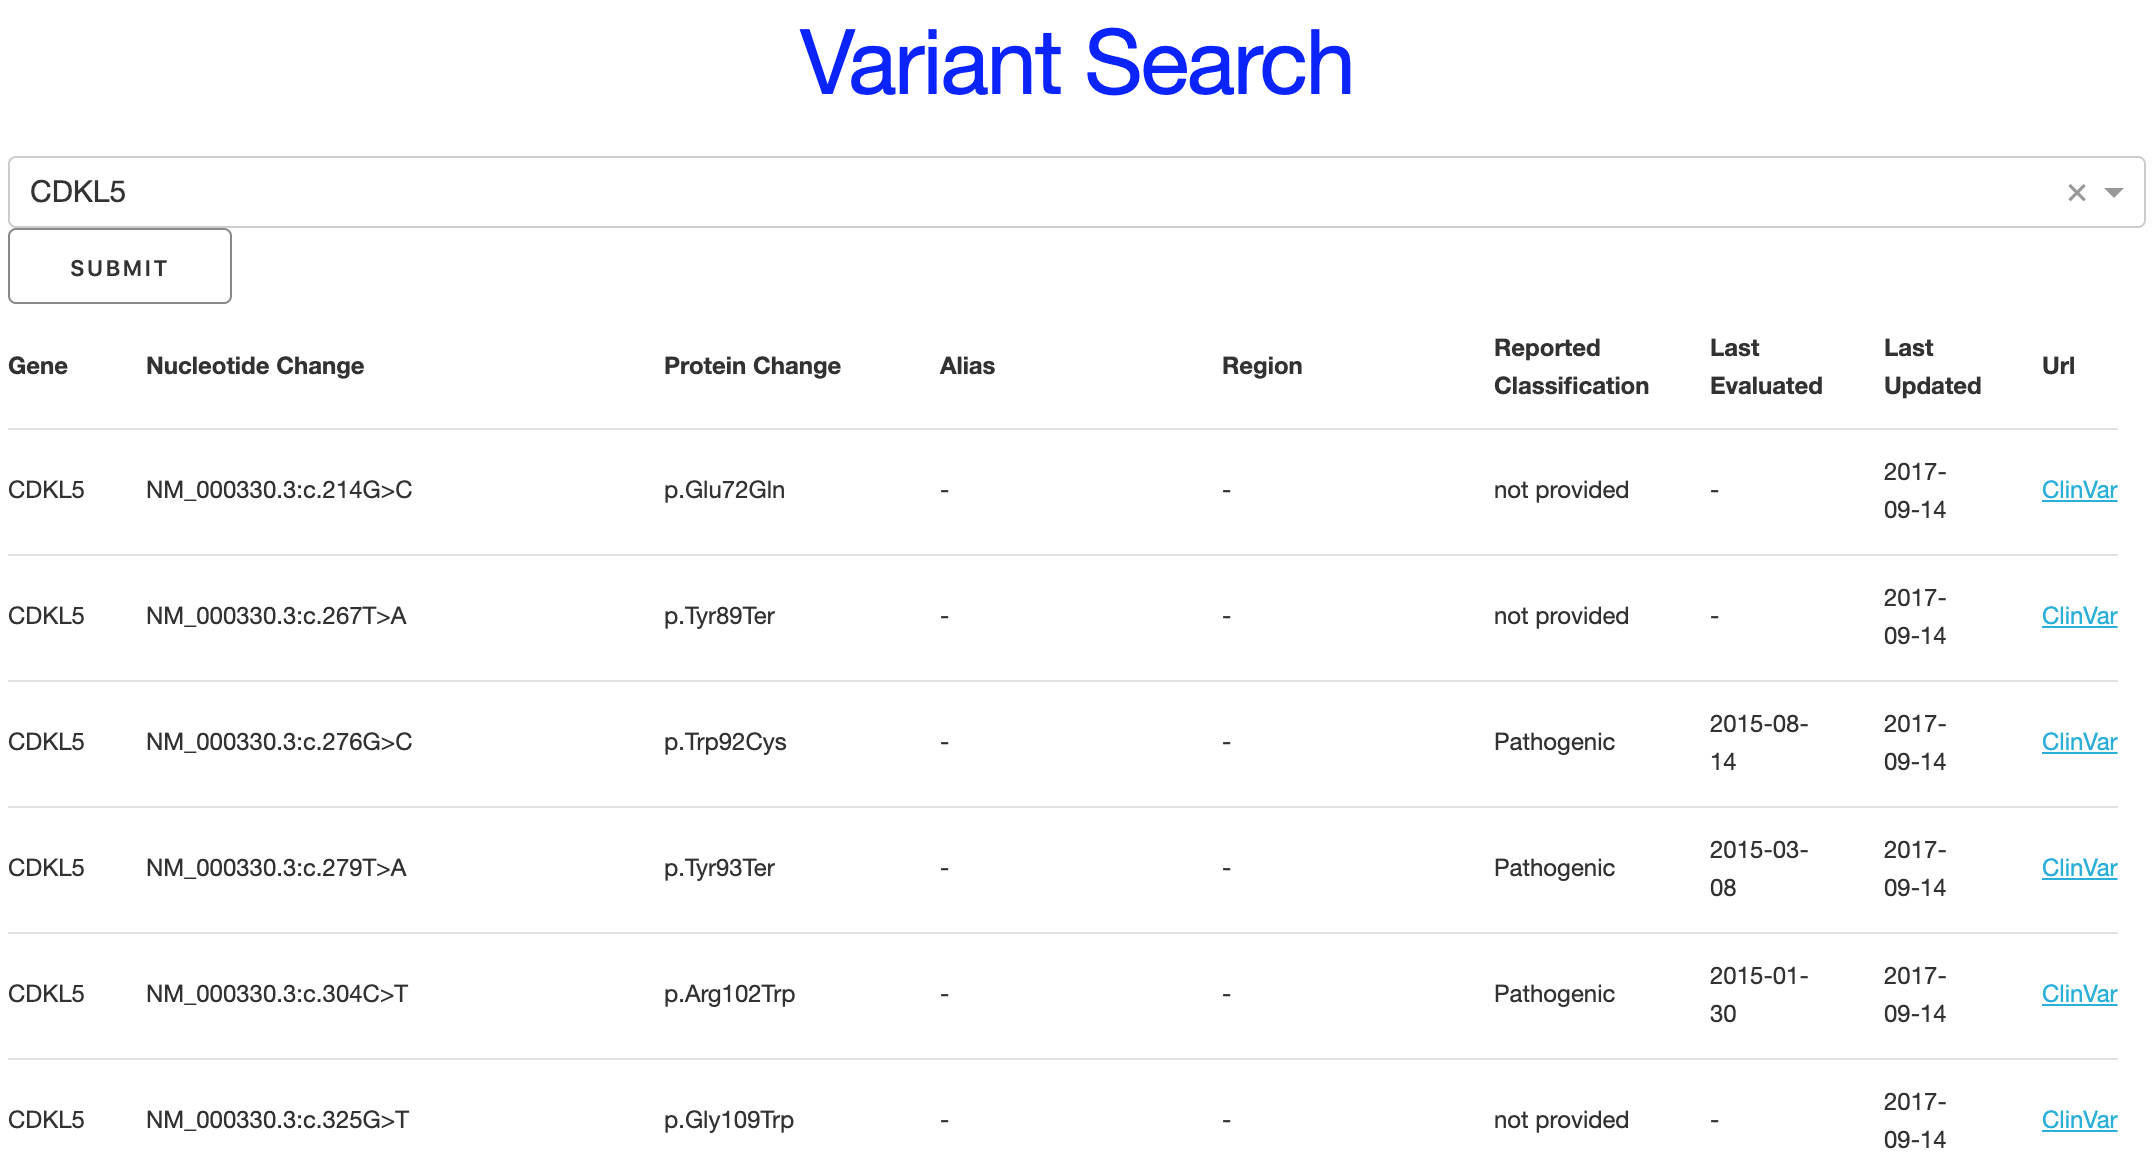 Variant Search
CDKL5
SUBMIT
Gene Nucleotide Change Protein Change Alias Region Reported Classification Last Evaluated Last Updated Url
CDKL5 NM_000330.3:c.214G>C p.Glu72Gln - - not provided - 2017-09-14 ClinVar
CDKL5 NM_000330.3:c.267T>A p.Tyr89Ter - - not provided - 2017-09-14 ClinVar
CDKL5 NM_000330.3:c.276G>C p.Trp92Cys - - Pathogenic 2015-08-14 2017-09-14 ClinVar
CDKL5 NM_000330.3:c.279T>A p.Tyr93Ter - - Pathogenic 2015-03-08 2017-09-14 ClinVar
CDKL5 NM_000330.3:c.304C>T p.Arg102Trp - - Pathogenic 2015-01-30 2017-09-14 ClinVar
CDKL5 NM_000330.3:c.325G>T p.Gly109Trp - - not provided - 2017-09-14 ClinVar